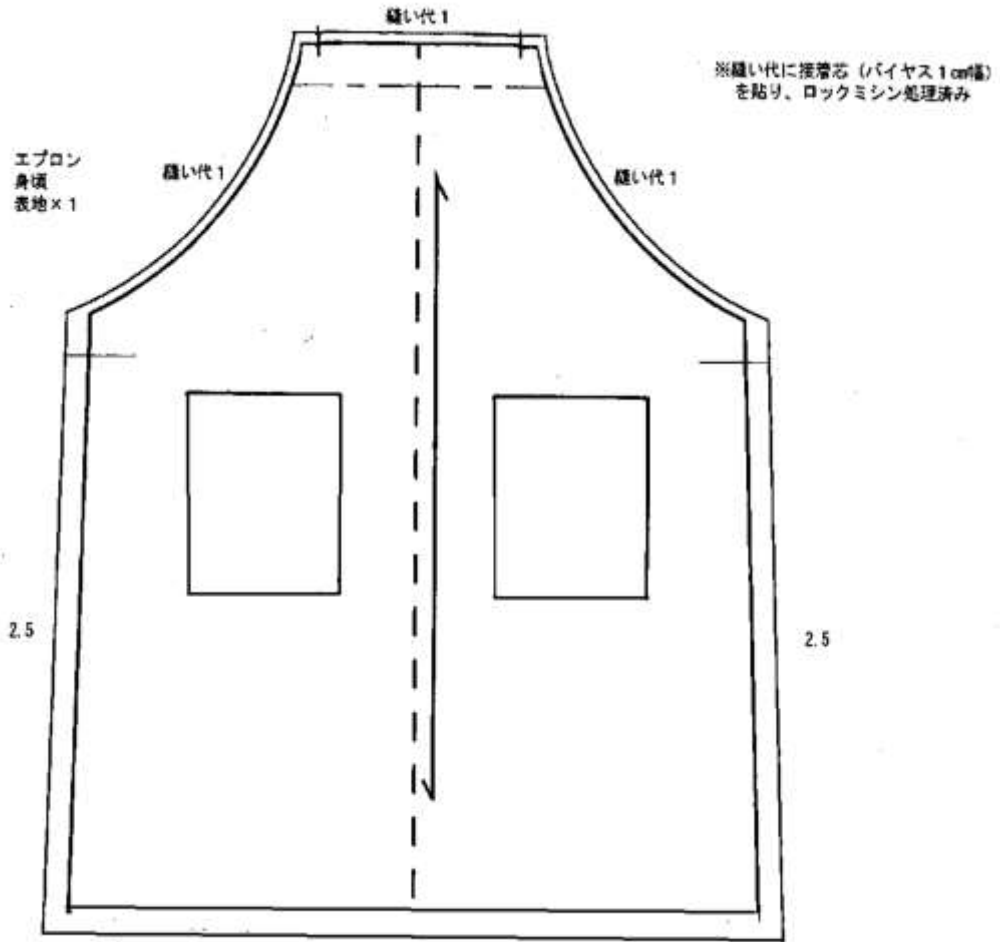 縫い代1
※縫い代に接着芯(バイヤス1cm幅)
を貼り、ロックミシン処理済み
エプロン
身頃
表地×1
縫い代1
縫い代1
2.5
2.5